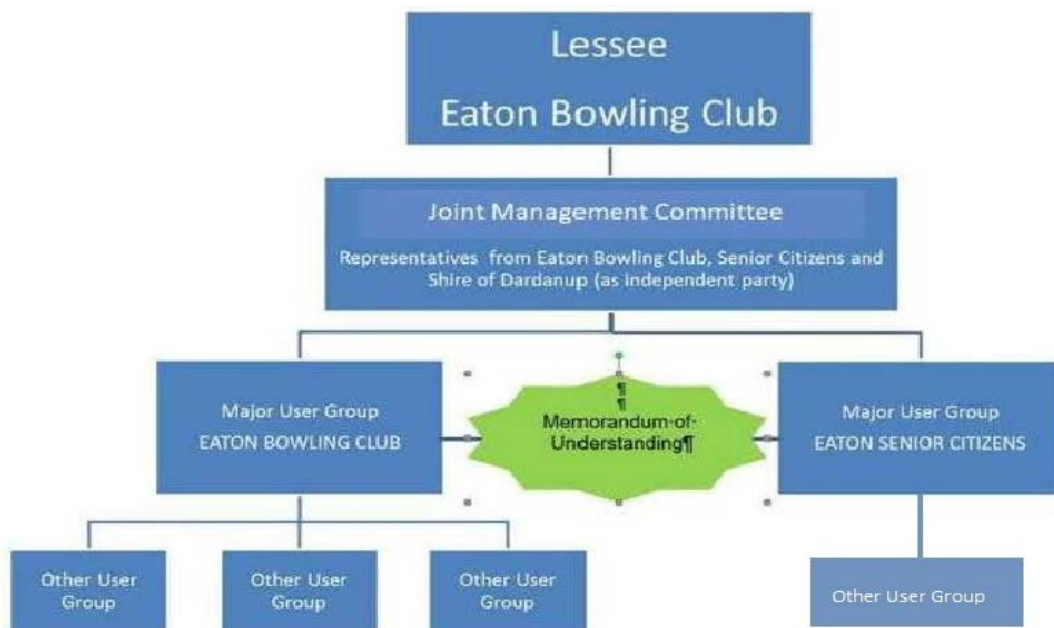 Lessee
Eaton Bowling Club
Joint Management Committee
Representatives from Eaton Bowling Club, Senior Citizens and
Shire of Dardanup (as independent party)
Major User Group
EATON BOWLING CLUB
¶
¶
Memorandum·of·
Understanding¶
Major User Group
EATON SENIOR CITIZENS
Other User
Group
Other User
Group
Other User
Group
Other User Group